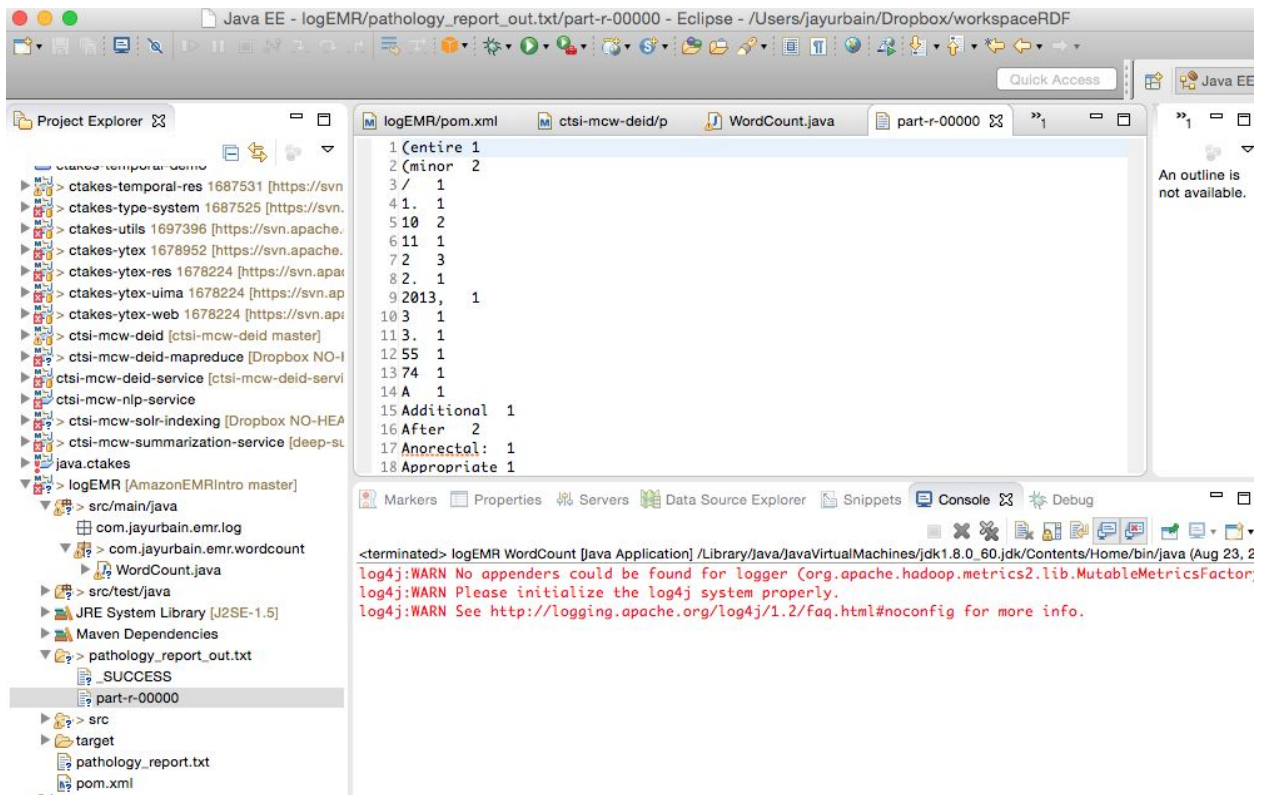 Java EE - logEMR/pathology_report_out.txt/part-r-00000 - Eclipse - /Users/jayurbain/Dropbox/workspaceRDF
Quick Access
Java EE
Project Explorer
ctakes-temporal-demo
> ctakes-temporal-res 1687531 [https://svn
> ctakes-type-system 1687525 [https://svn.
> ctakes-utils 1697396 [https://svn.apache.
> ctakes-ytex 1678952 [https://svn.apache.
> ctakes-ytex-res 1678224 [https://svn.apa
> ctakes-ytex-uima 1678224 [https://svn.ap
> ctakes-ytex-web 1678224 [https://svn.apa
> ctsi-mcw-deid [ctsi-mcw-deid master]
> ctsi-mcw-deid-mapreduce [Dropbox NO-H
ctsi-mcw-deid-service [ctsi-mcw-deid-servi
ctsi-mcw-nlp-service
> ctsi-mcw-solr-indexing [Dropbox NO-HEA
> ctsi-mcw-summarization-service [deep-su
java.ctakes
> logEMR [AmazonEMRIntro master]
> src/main/java
com.jayurbain.emr.log
> com.jayurbain.emr.wordcount
WordCount.java
> src/test/java
JRE System Library [J2SE-1.5]
Maven Dependencies
> pathology_report_out.txt
_SUCCESS
part-r-00000
> src
target
pathology_report.txt
pom.xml
logEMR/pom.xml ctsi-mcw-deid/p WordCount.java part-r-00000 »1
1 (entire 1
2 (minor 2
3 / 1
4 1. 1
5 10 2
6 11 1
7 2 3
8 2. 1
9 2013, 1
10 3 1
11 3. 1
12 55 1
13 74 1
14 A 1
15 Additional 1
16 After 2
17 Anorectal: 1
18 Appropriate 1
»1
An outline is
not available.
Markers Properties Servers Data Source Explorer Snippets Console Debug
<terminated> logEMR WordCount [Java Application] /Library/Java/JavaVirtualMachines/jdk1.8.0_60.jdk/Contents/Home/bin/java (Aug 23, 2
log4j:WARN No appenders could be found for logger (org.apache.hadoop.metrics2.lib.MutableMetricsFactory
log4j:WARN Please initialize the log4j system properly.
log4j:WARN See http://logging.apache.org/log4j/1.2/faq.html#noconfig for more info.